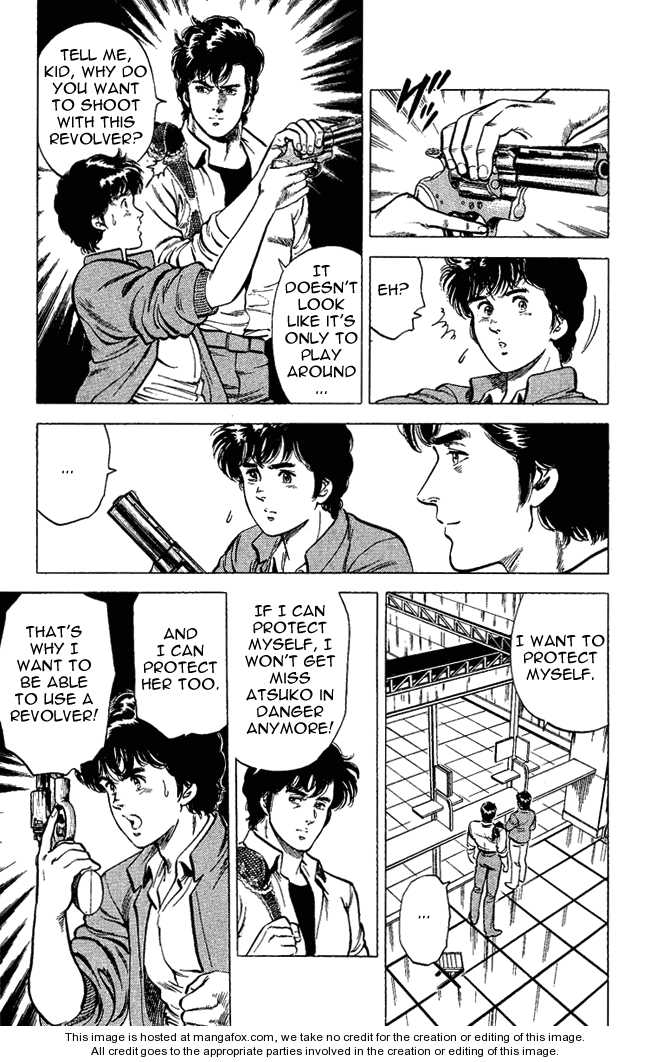 EH?
TELL ME,
KID, WHY DO
YOU WANT
TO SHOOT
WITH THIS
REVOLVER?
IT
DOESN'T
LOOK
LIKE IT'S
ONLY TO
PLAY
AROUND
...
...
I WANT TO
PROTECT
MYSELF.
...
IF I CAN
PROTECT
MYSELF, I
WON'T GET
MISS
ATSUKO IN
DANGER
ANYMORE!
AND
I CAN
PROTECT
HER TOO.
THAT'S
WHY I
WANT TO
BE ABLE
TO USE A
REVOLVER!
This image is hosted at mangafox.com, we take no credit for the creation or editing of this image.
All credit goes to the appropriate parties involved in the creation or editing of this image.